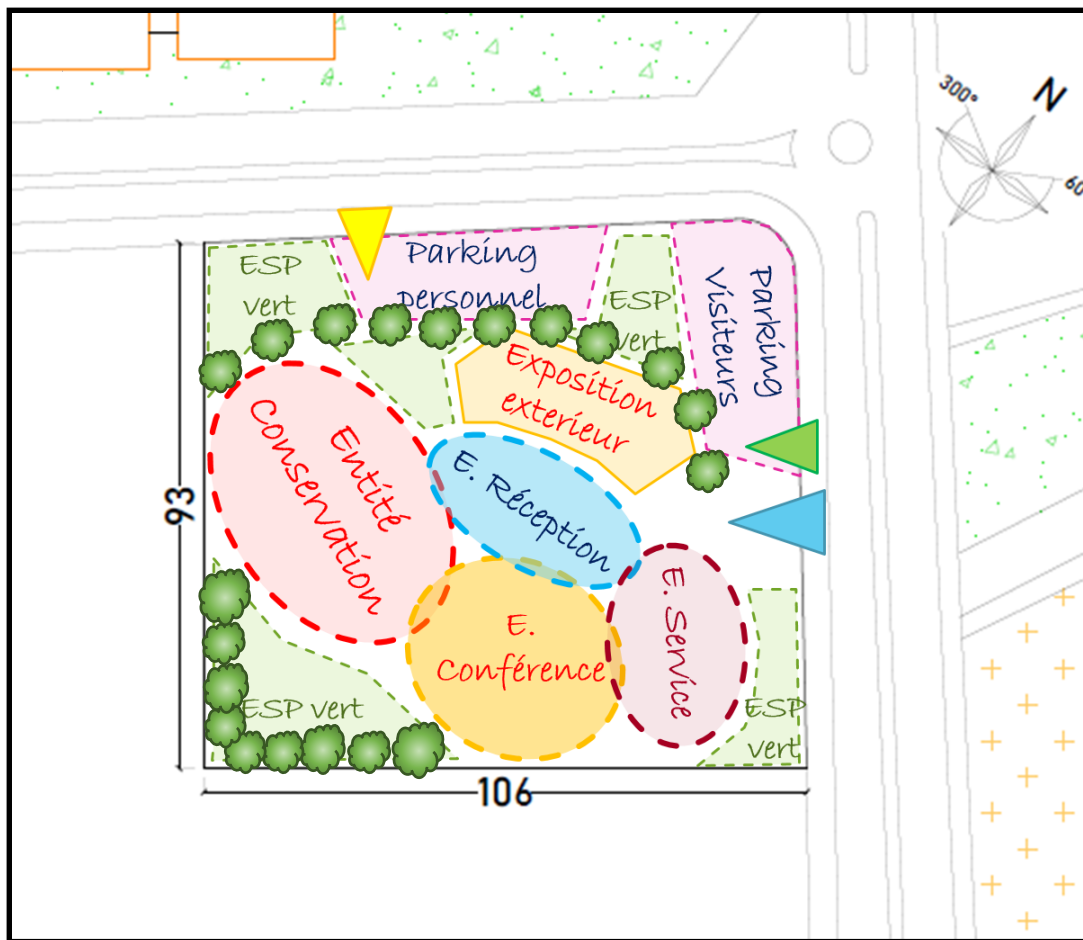 300°
N
60
ESP
vert
Parking
personnel
ESP
vert
Parking
Visiteurs
Exposition
exterieur
Entité
Conservation
E. Réception
E.
Conférence
E. Service
ESP vert
ESP
vert
93
106